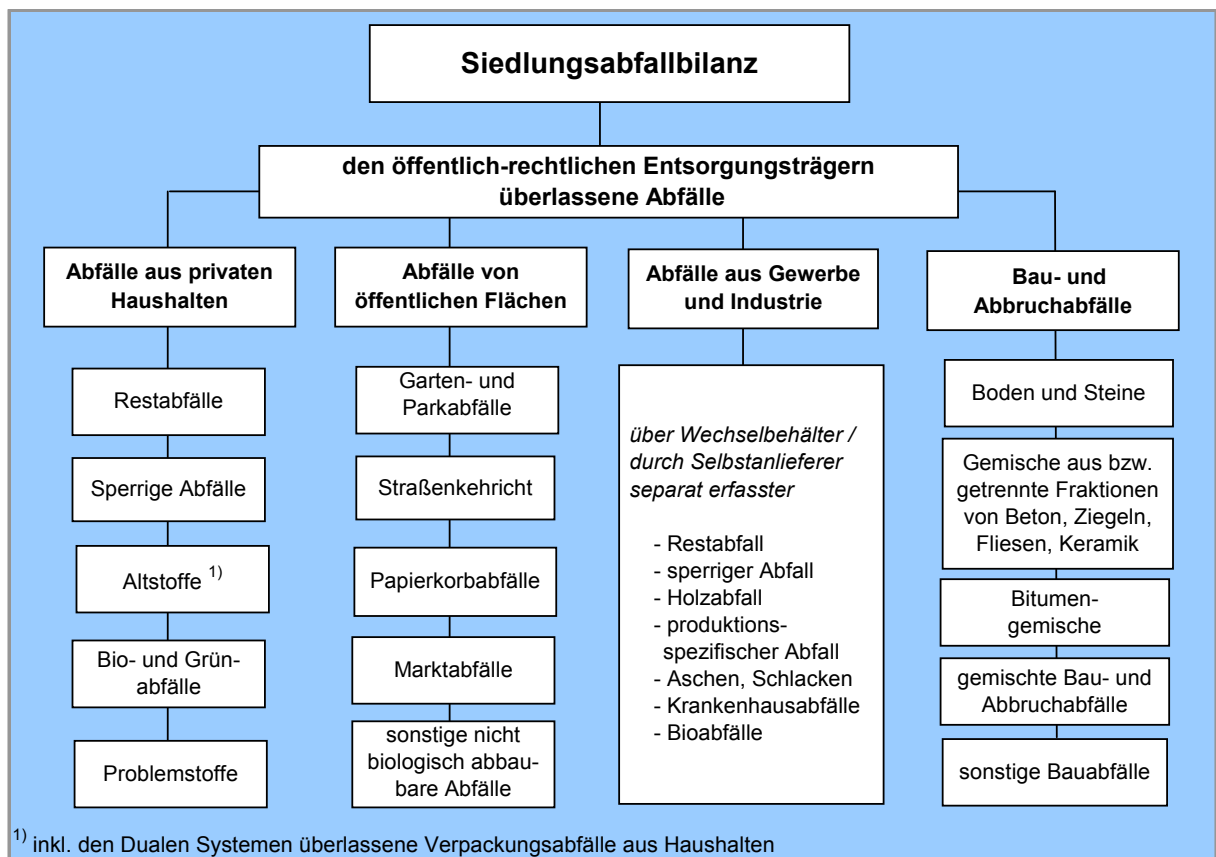 Siedlungsabfallbilanz
den öffentlich-rechtlichen Entsorgungsträgern
überlassene Abfälle
Abfälle aus privaten
Haushalten
Restabfälle
Sperrige Abfälle
Altstoffe 1)
Bio- und Grün-
abfälle
Problemstoffe
Abfälle von
öffentlichen Flächen
Garten- und
Parkabfälle
Straßenkehricht
Papierkorbabfälle
Marktabfälle
sonstige nicht
biologisch abbau-
bare Abfälle
Abfälle aus Gewerbe
und Industrie
über Wechselbehälter /
durch Selbstanlieferer
separat erfasster
- Restabfall
- sperriger Abfall
- Holzabfall
- produktions-
spezifischer Abfall
- Aschen, Schlacken
- Krankenhausabfälle
- Bioabfälle
Bau- und
Abbruchabfälle
Boden und Steine
Gemische aus bzw.
getrennte Fraktionen
von Beton, Ziegeln,
Fliesen, Keramik
Bitumen-
gemische
gemischte Bau- und
Abbruchabfälle
sonstige Bauabfälle
1) inkl. den Dualen Systemen überlassene Verpackungsabfälle aus Haushalten